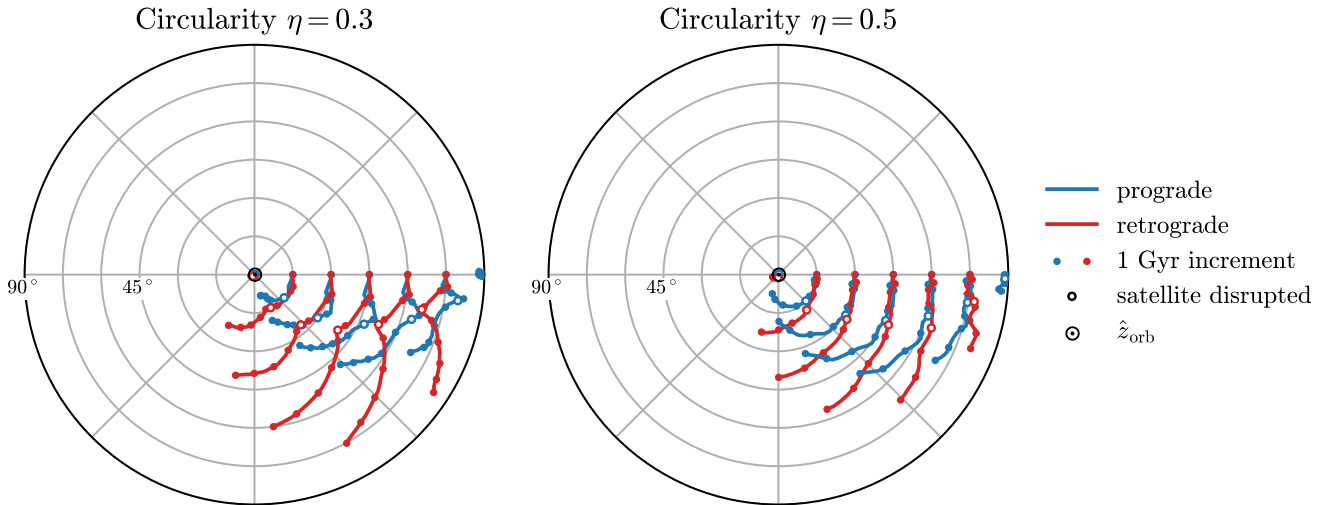 Circularity η = 0.3
Circularity η = 0.5
90° 45°
90° 45°
prograde
retrograde
1 Gyr increment
satellite disrupted
ẑ_orb